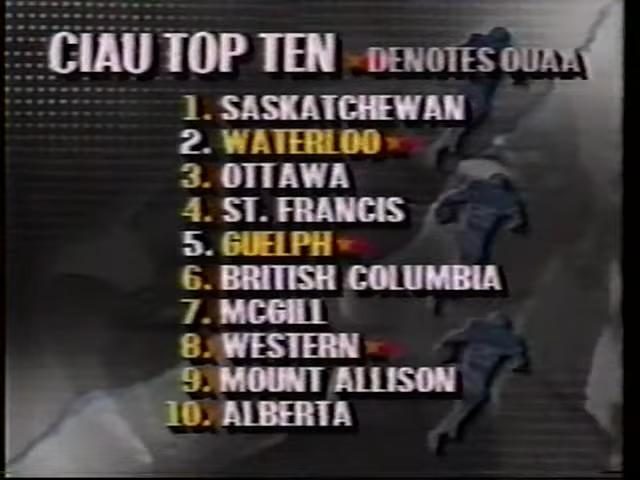 CIAU TOP TEN DENOTES OUAA
1. SASKATCHEWAN
2. WATERLOO
3. OTTAWA
4. ST. FRANCIS
5. GUELPH
6. BRITISH COLUMBIA
7. MCGILL
8. WESTERN
9. MOUNT ALLISON
10. ALBERTA